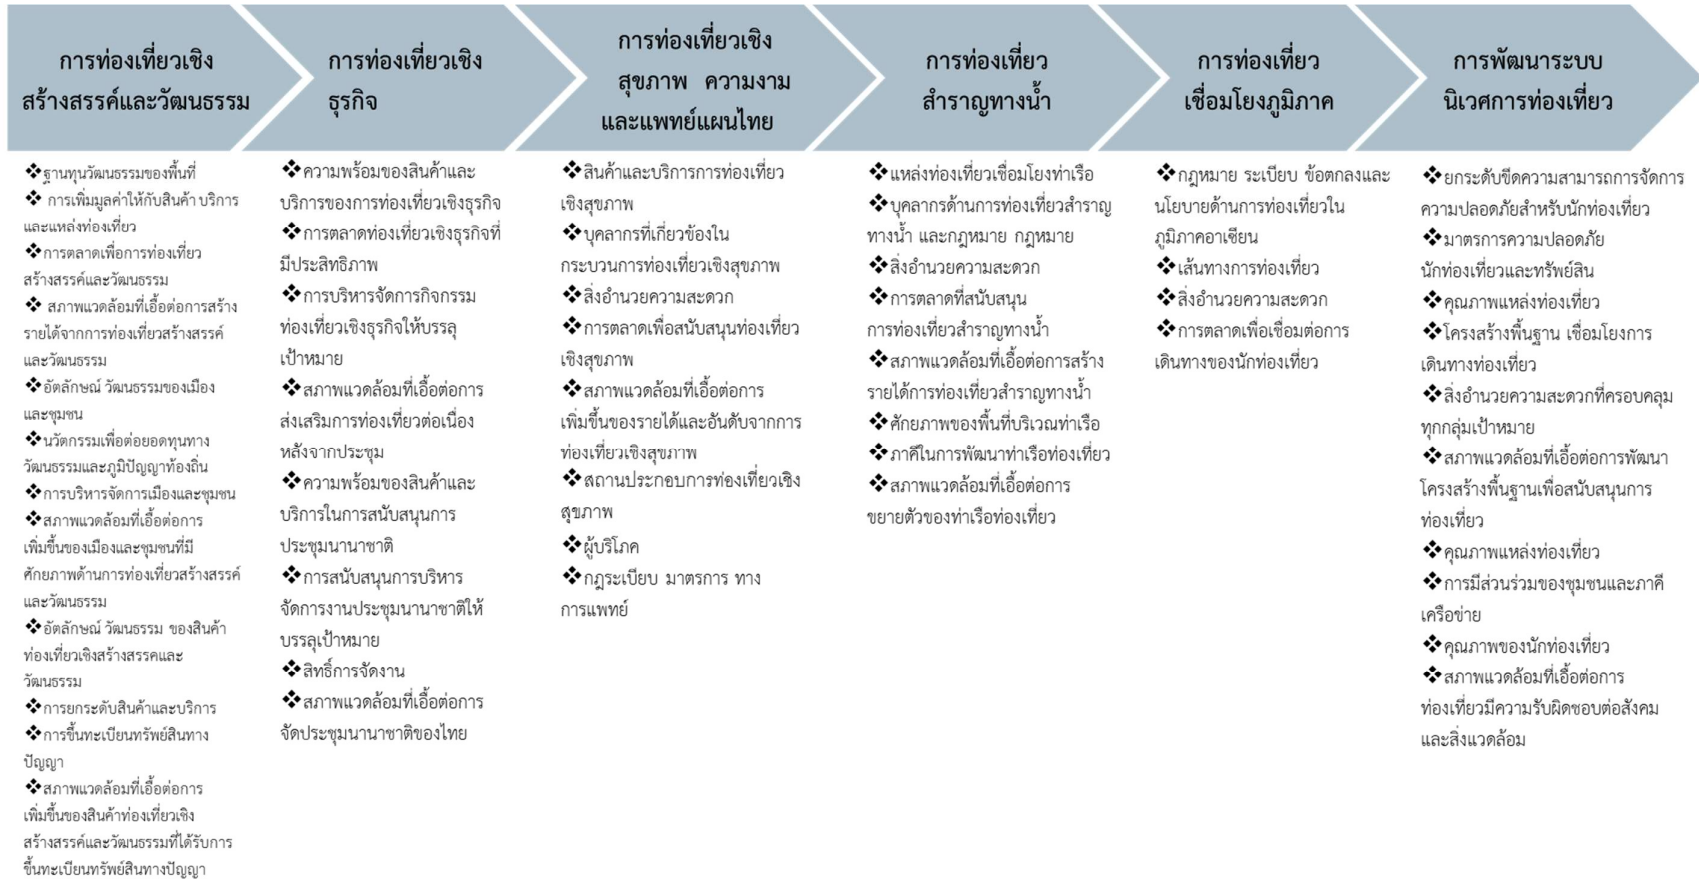 การท่องเที่ยวเชิง
สร้างสรรค์และวัฒนธรรม
❖ฐานทุนวัฒนธรรมของพื้นที่
❖ การเพิ่มมูลค่าให้กับสินค้า บริการ
และแหล่งท่องเที่ยว
❖การตลาดเพื่อการท่องเที่ยว
สร้างสรรค์และวัฒนธรรม
❖ สภาพแวดล้อมที่เอื้อต่อการสร้าง
รายได้จากการท่องเที่ยวสร้างสรรค์
และวัฒนธรรม
❖อัตลักษณ์ วัฒนธรรมของเมือง
และชุมชน
❖นวัตกรรมเพื่อต่อยอดทุนทาง
วัฒนธรรมและภูมิปัญญาท้องถิ่น
❖การบริหารจัดการเมืองและชุมชน
❖สภาพแวดล้อมที่เอื้อต่อการ
เพิ่มขึ้นของเมืองและชุมชนที่มี
ศักยภาพด้านการท่องเที่ยวสร้างสรรค์
และวัฒนธรรม
❖อัตลักษณ์ วัฒนธรรม ของสินค้า
ท่องเที่ยวเชิงสร้างสรรคและ
วัฒนธรรม
❖การยกระดับสินค้าและบริการ
❖การขึ้นทะเบียนทรัพย์สินทาง
ปัญญา
❖สภาพแวดล้อมที่เอื้อต่อการ
เพิ่มขึ้นของสินค้าท่องเที่ยวเชิง
สร้างสรรค์และวัฒนธรรมที่ได้รับการ
ขึ้นทะเบียนทรัพย์สินทางปัญญา
การท่องเที่ยวเชิง
ธุรกิจ
❖ความพร้อมของสินค้าและ
บริการของการท่องเที่ยวเชิงธุรกิจ
❖การตลาดท่องเที่ยวเชิงธุรกิจที่
มีประสิทธิภาพ
❖การบริหารจัดการกิจกรรม
ท่องเที่ยวเชิงธุรกิจให้บรรลุ
เป้าหมาย
❖สภาพแวดล้อมที่เอื้อต่อการ
ส่งเสริมการท่องเที่ยวต่อเนื่อง
หลังจากประชุม
❖ความพร้อมของสินค้าและ
บริการในการสนับสนุนการ
ประชุมนานาชาติ
❖การสนับสนุนการบริหาร
จัดการงานประชุมนานาชาติให้
บรรลุเป้าหมาย
❖สิทธิ์การจัดงาน
❖สภาพแวดล้อมที่เอื้อต่อการ
จัดประชุมนานาชาติของไทย
การท่องเที่ยวเชิง
สุขภาพ ความงาม
และแพทย์แผนไทย
❖สินค้าและบริการการท่องเที่ยว
เชิงสุขภาพ
❖บุคลากรที่เกี่ยวข้องใน
กระบวนการท่องเที่ยวเชิงสุขภาพ
❖สิ่งอำนวยความสะดวก
❖การตลาดเพื่อสนับสนุนท่องเที่ยว
เชิงสุขภาพ
❖สภาพแวดล้อมที่เอื้อต่อการ
เพิ่มขึ้นของรายได้และอันดับจากการ
ท่องเที่ยวเชิงสุขภาพ
❖สถานประกอบการท่องเที่ยวเชิง
สุขภาพ
❖ผู้บริโภค
❖กฎระเบียบ มาตรการ ทาง
การแพทย์
การท่องเที่ยว
สำราญทางน้ำ
❖แหล่งท่องเที่ยวเชื่อมโยงท่าเรือ
❖บุคลากรด้านการท่องเที่ยวสำราญ
ทางน้ำ และกฎหมาย กฎหมาย
❖สิ่งอำนวยความสะดวก
❖การตลาดที่สนับสนุน
การท่องเที่ยวสำราญทางน้ำ
❖สภาพแวดล้อมที่เอื้อต่อการสร้าง
รายได้การท่องเที่ยวสำราญทางน้ำ
❖ศักยภาพของพื้นที่บริเวณท่าเรือ
❖ภาคีในการพัฒนาท่าเรือท่องเที่ยว
❖สภาพแวดล้อมที่เอื้อต่อการ
ขยายตัวของท่าเรือท่องเที่ยว
การท่องเที่ยว
เชื่อมโยงภูมิภาค
❖กฎหมาย ระเบียบ ข้อตกลงและ
นโยบายด้านการท่องเที่ยวใน
ภูมิภาคอาเซียน
❖เส้นทางการท่องเที่ยว
❖สิ่งอำนวยความสะดวก
❖การตลาดเพื่อเชื่อมต่อการ
เดินทางของนักท่องเที่ยว
การพัฒนาระบบ
นิเวศการท่องเที่ยว
❖ยกระดับขีดความสามารถการจัดการ
ความปลอดภัยสำหรับนักท่องเที่ยว
❖มาตรการความปลอดภัย
นักท่องเที่ยวและทรัพย์สิน
❖คุณภาพแหล่งท่องเที่ยว
❖โครงสร้างพื้นฐาน เชื่อมโยงการ
เดินทางท่องเที่ยว
❖สิ่งอำนวยความสะดวกที่ครอบคลุม
ทุกกลุ่มเป้าหมาย
❖สภาพแวดล้อมที่เอื้อต่อการพัฒนา
โครงสร้างพื้นฐานเพื่อสนับสนุนการ
ท่องเที่ยว
❖คุณภาพแหล่งท่องเที่ยว
❖การมีส่วนร่วมของชุมชนและภาคี
เครือข่าย
❖คุณภาพของนักท่องเที่ยว
❖สภาพแวดล้อมที่เอื้อต่อการ
ท่องเที่ยวมีความรับผิดชอบต่อสังคม
และสิ่งแวดล้อม